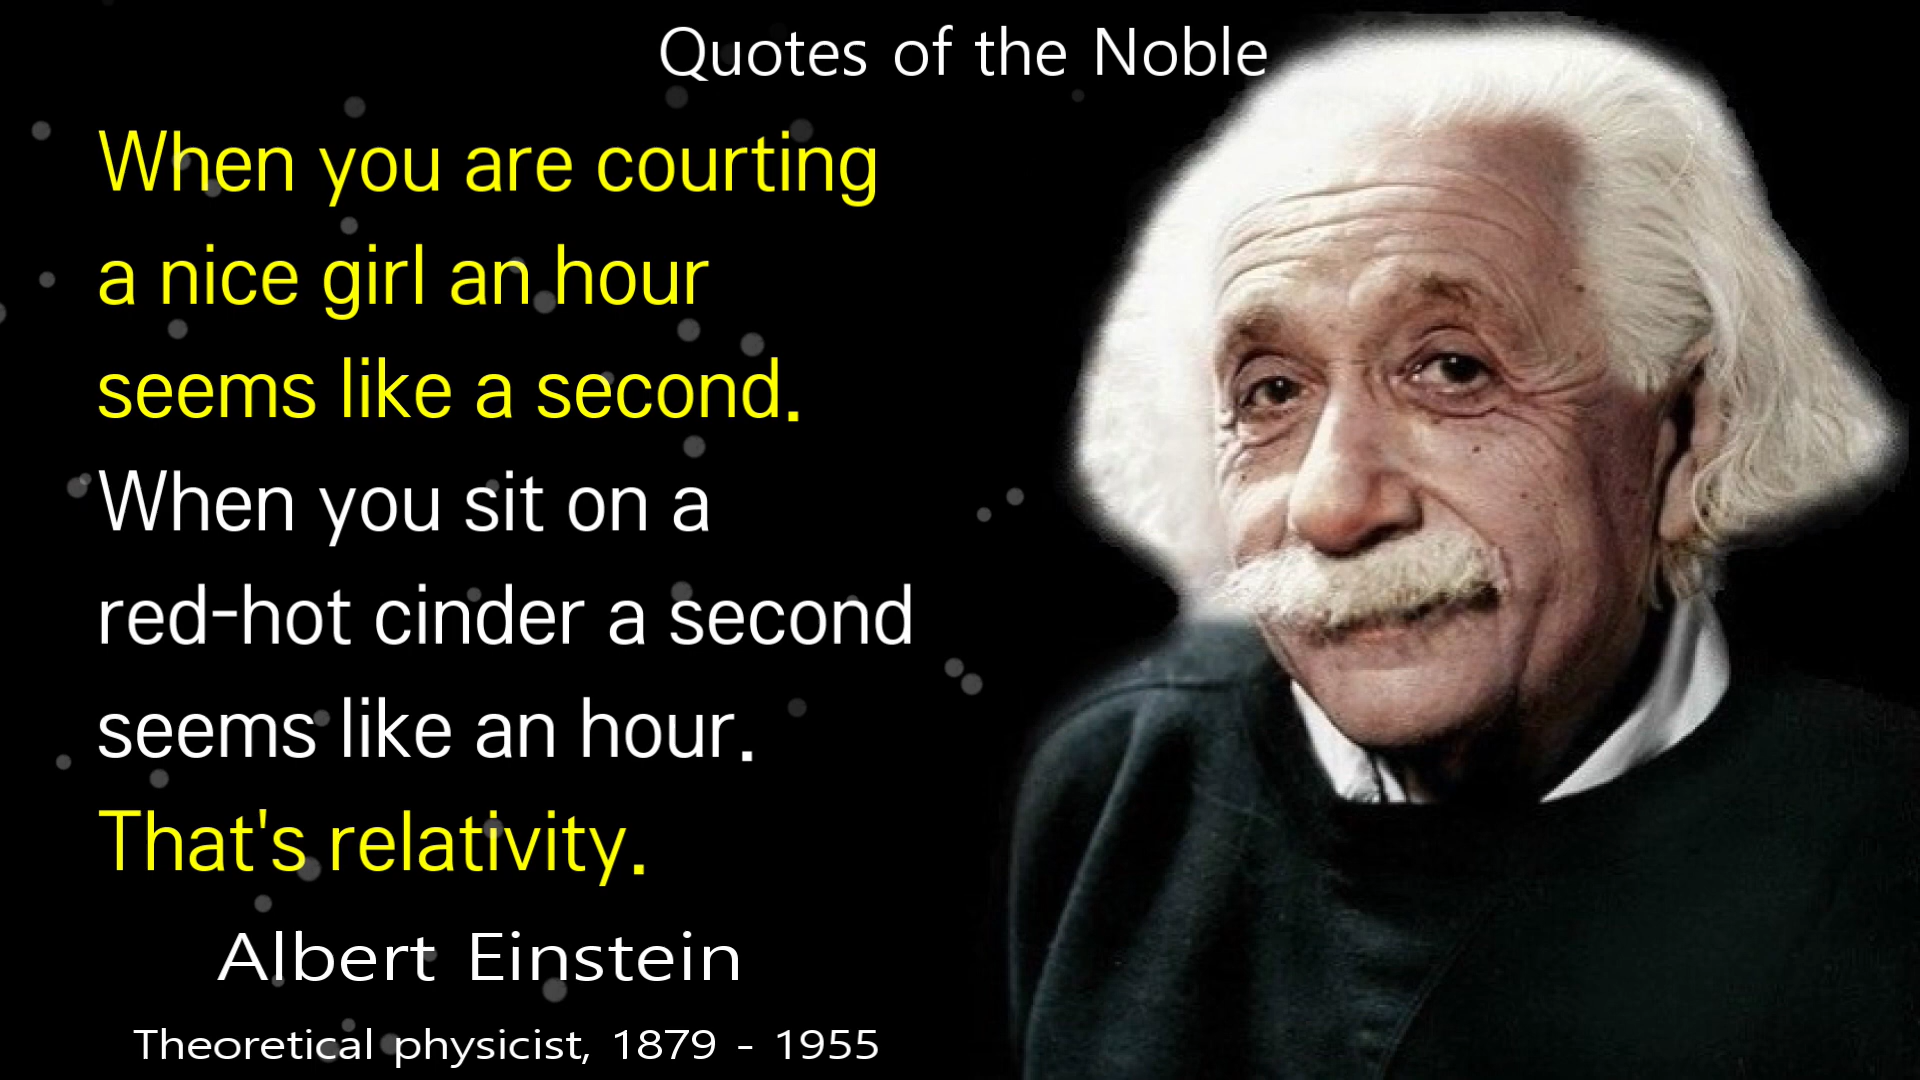 Quotes of the Noble
When you are courting
a nice girl an hour
seems like a second.
When you sit on a
red-hot cinder a second
seems like an hour.
That's relativity.
Albert Einstein
Theoretical physicist, 1879 - 1955